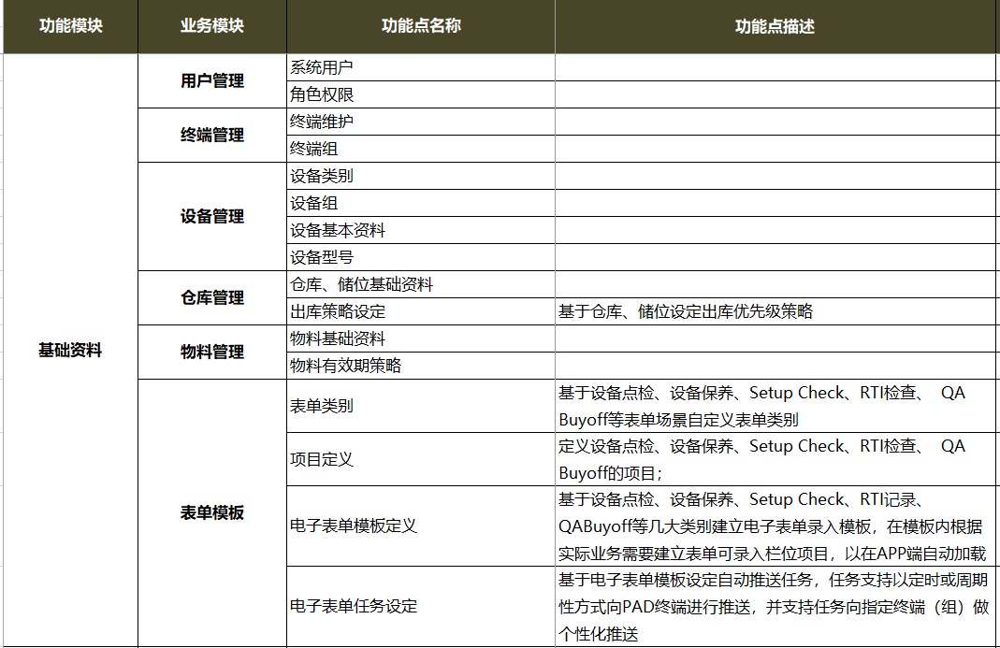 功能模块 业务模块 功能点名称 功能点描述
基础资料
用户管理
系统用户
角色权限
终端管理
终端维护
终端组
设备管理
设备类别
设备组
设备基本资料
设备型号
仓库管理
仓库、储位基础资料
出库策略设定 基于仓库、储位设定出库优先级策略
物料管理
物料基础资料
物料有效期策略
表单模板
表单类别
基于设备点检、设备保养、Setup Check、RTI检查、 QA
Buyoff等表单场景自定义表单类别
项目定义
定义设备点检、设备保养、Setup Check、RTI检查、 QA
Buyoff的项目；
电子表单模板定义
基于设备点检、设备保养、Setup Check、RTI记录、
QABuyoff等几大类别建立电子表单录入模板，在模板内根据
实际业务需要建立表单可录入栏位项目，以在APP端自动加载
电子表单任务设定
基于电子表单模板设定自动推送任务，任务支持以定时或周期
性方式向PAD终端进行推送，并支持任务向指定终端（组）做
个性化推送